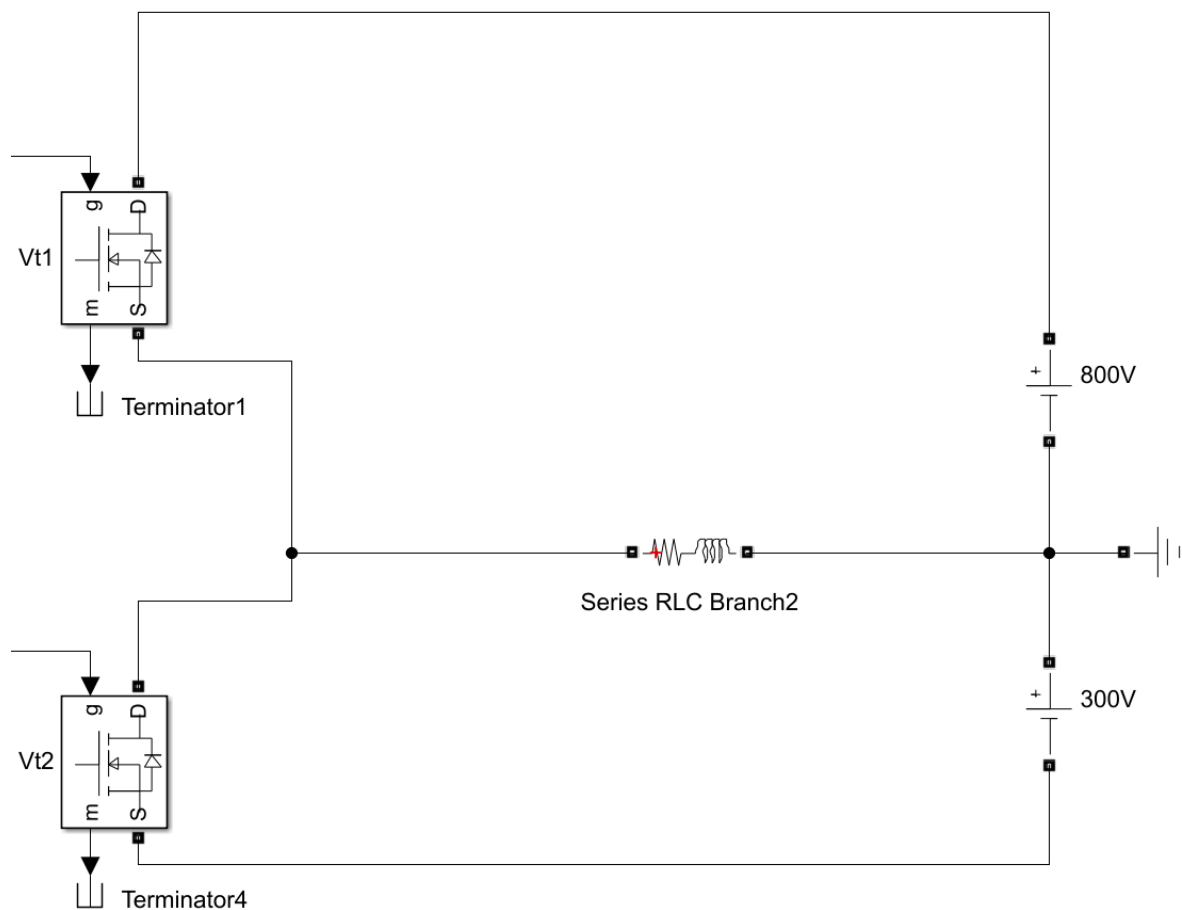 g
D
Vt1
m
S
Terminator1
+
800V
Series RLC Branch2
+
300V
g
D
Vt2
m
S
Terminator4